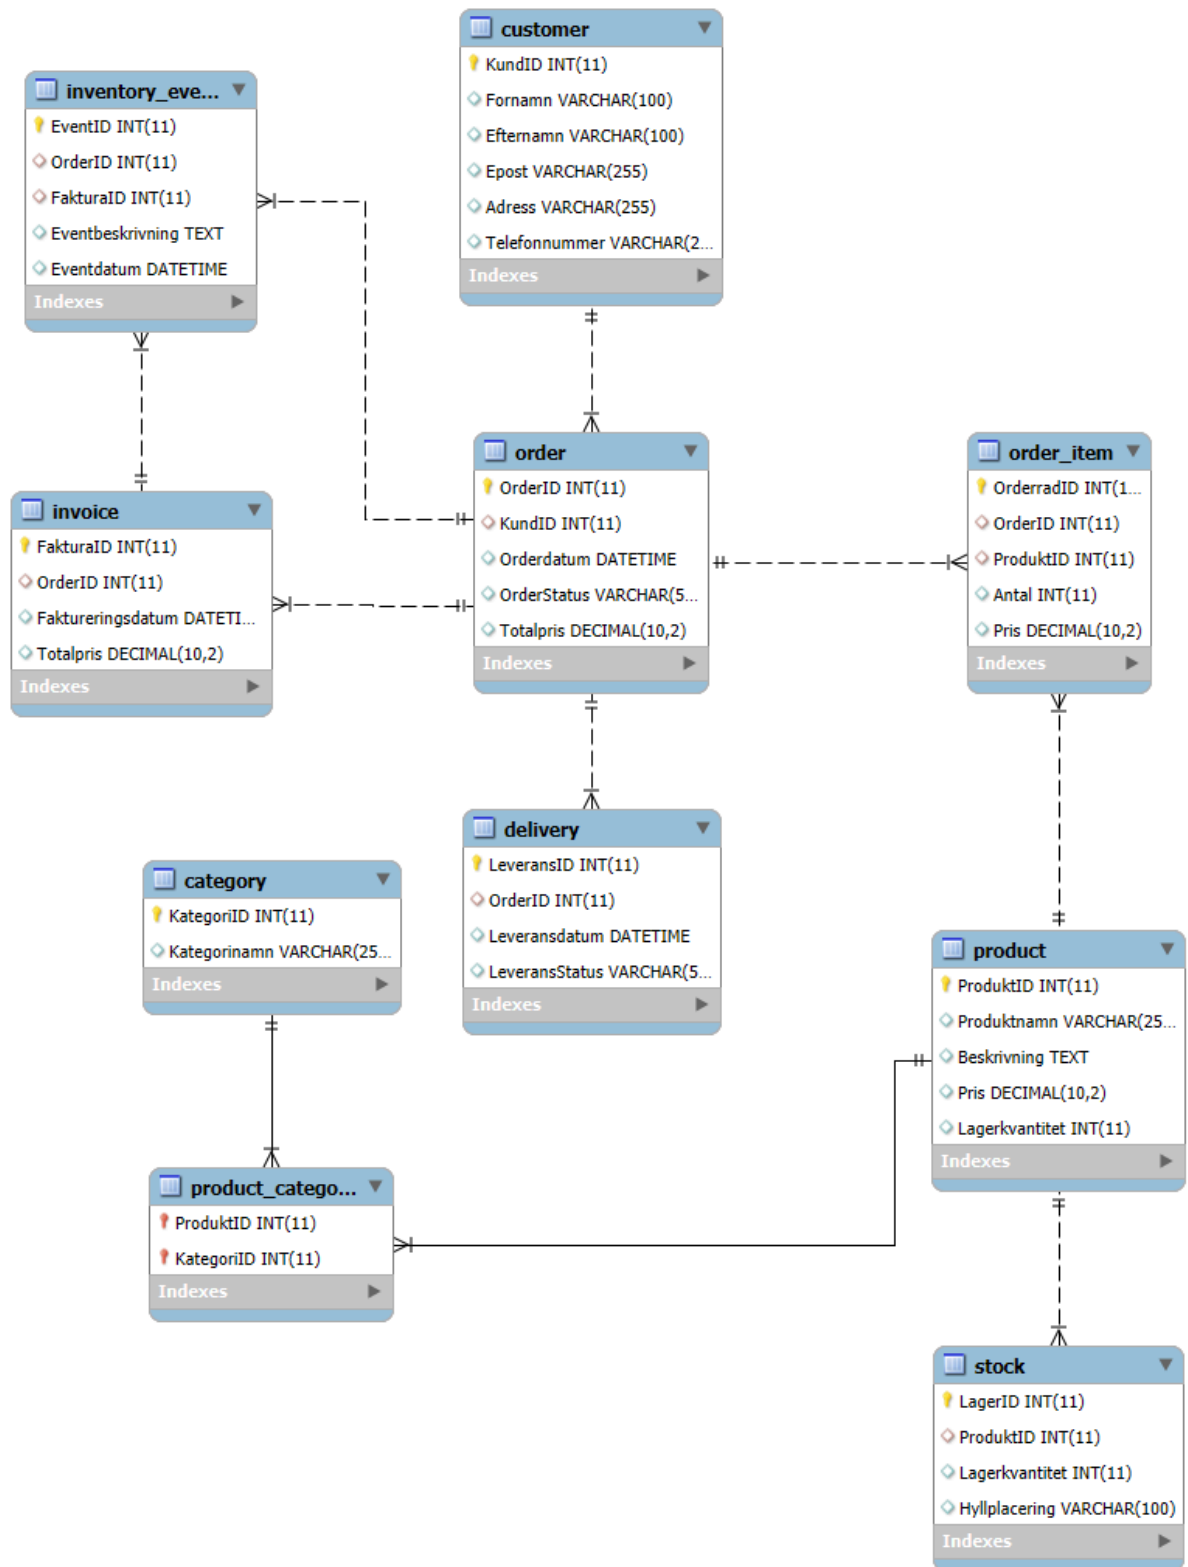 customer
KundID INT(11)
Fornamn VARCHAR(100)
Efternamn VARCHAR(100)
Epost VARCHAR(255)
Adress VARCHAR(255)
Telefonnummer VARCHAR(2...
Indexes
inventory_eve...
EventID INT(11)
OrderID INT(11)
FakturaID INT(11)
Eventbeskrivning TEXT
Eventdatum DATETIME
Indexes
order
OrderID INT(11)
KundID INT(11)
Orderdatum DATETIME
OrderStatus VARCHAR(5...
Totalpris DECIMAL(10,2)
Indexes
order_item
OrderradID INT(1...
OrderID INT(11)
ProduktID INT(11)
Antal INT(11)
Pris DECIMAL(10,2)
Indexes
invoice
FakturaID INT(11)
OrderID INT(11)
Faktureringsdatum DATETI...
Totalpris DECIMAL(10,2)
Indexes
delivery
LeveransID INT(11)
OrderID INT(11)
Leveransdatum DATETIME
LeveransStatus VARCHAR(5...
Indexes
category
KategoriID INT(11)
Kategorinamn VARCHAR(25...
Indexes
product
ProduktID INT(11)
Produktnamn VARCHAR(25...
Beskrivning TEXT
Pris DECIMAL(10,2)
Lagerkvantitet INT(11)
Indexes
product_catego...
ProduktID INT(11)
KategoriID INT(11)
Indexes
stock
LagerID INT(11)
ProduktID INT(11)
Lagerkvantitet INT(11)
Hyllplacering VARCHAR(100)
Indexes